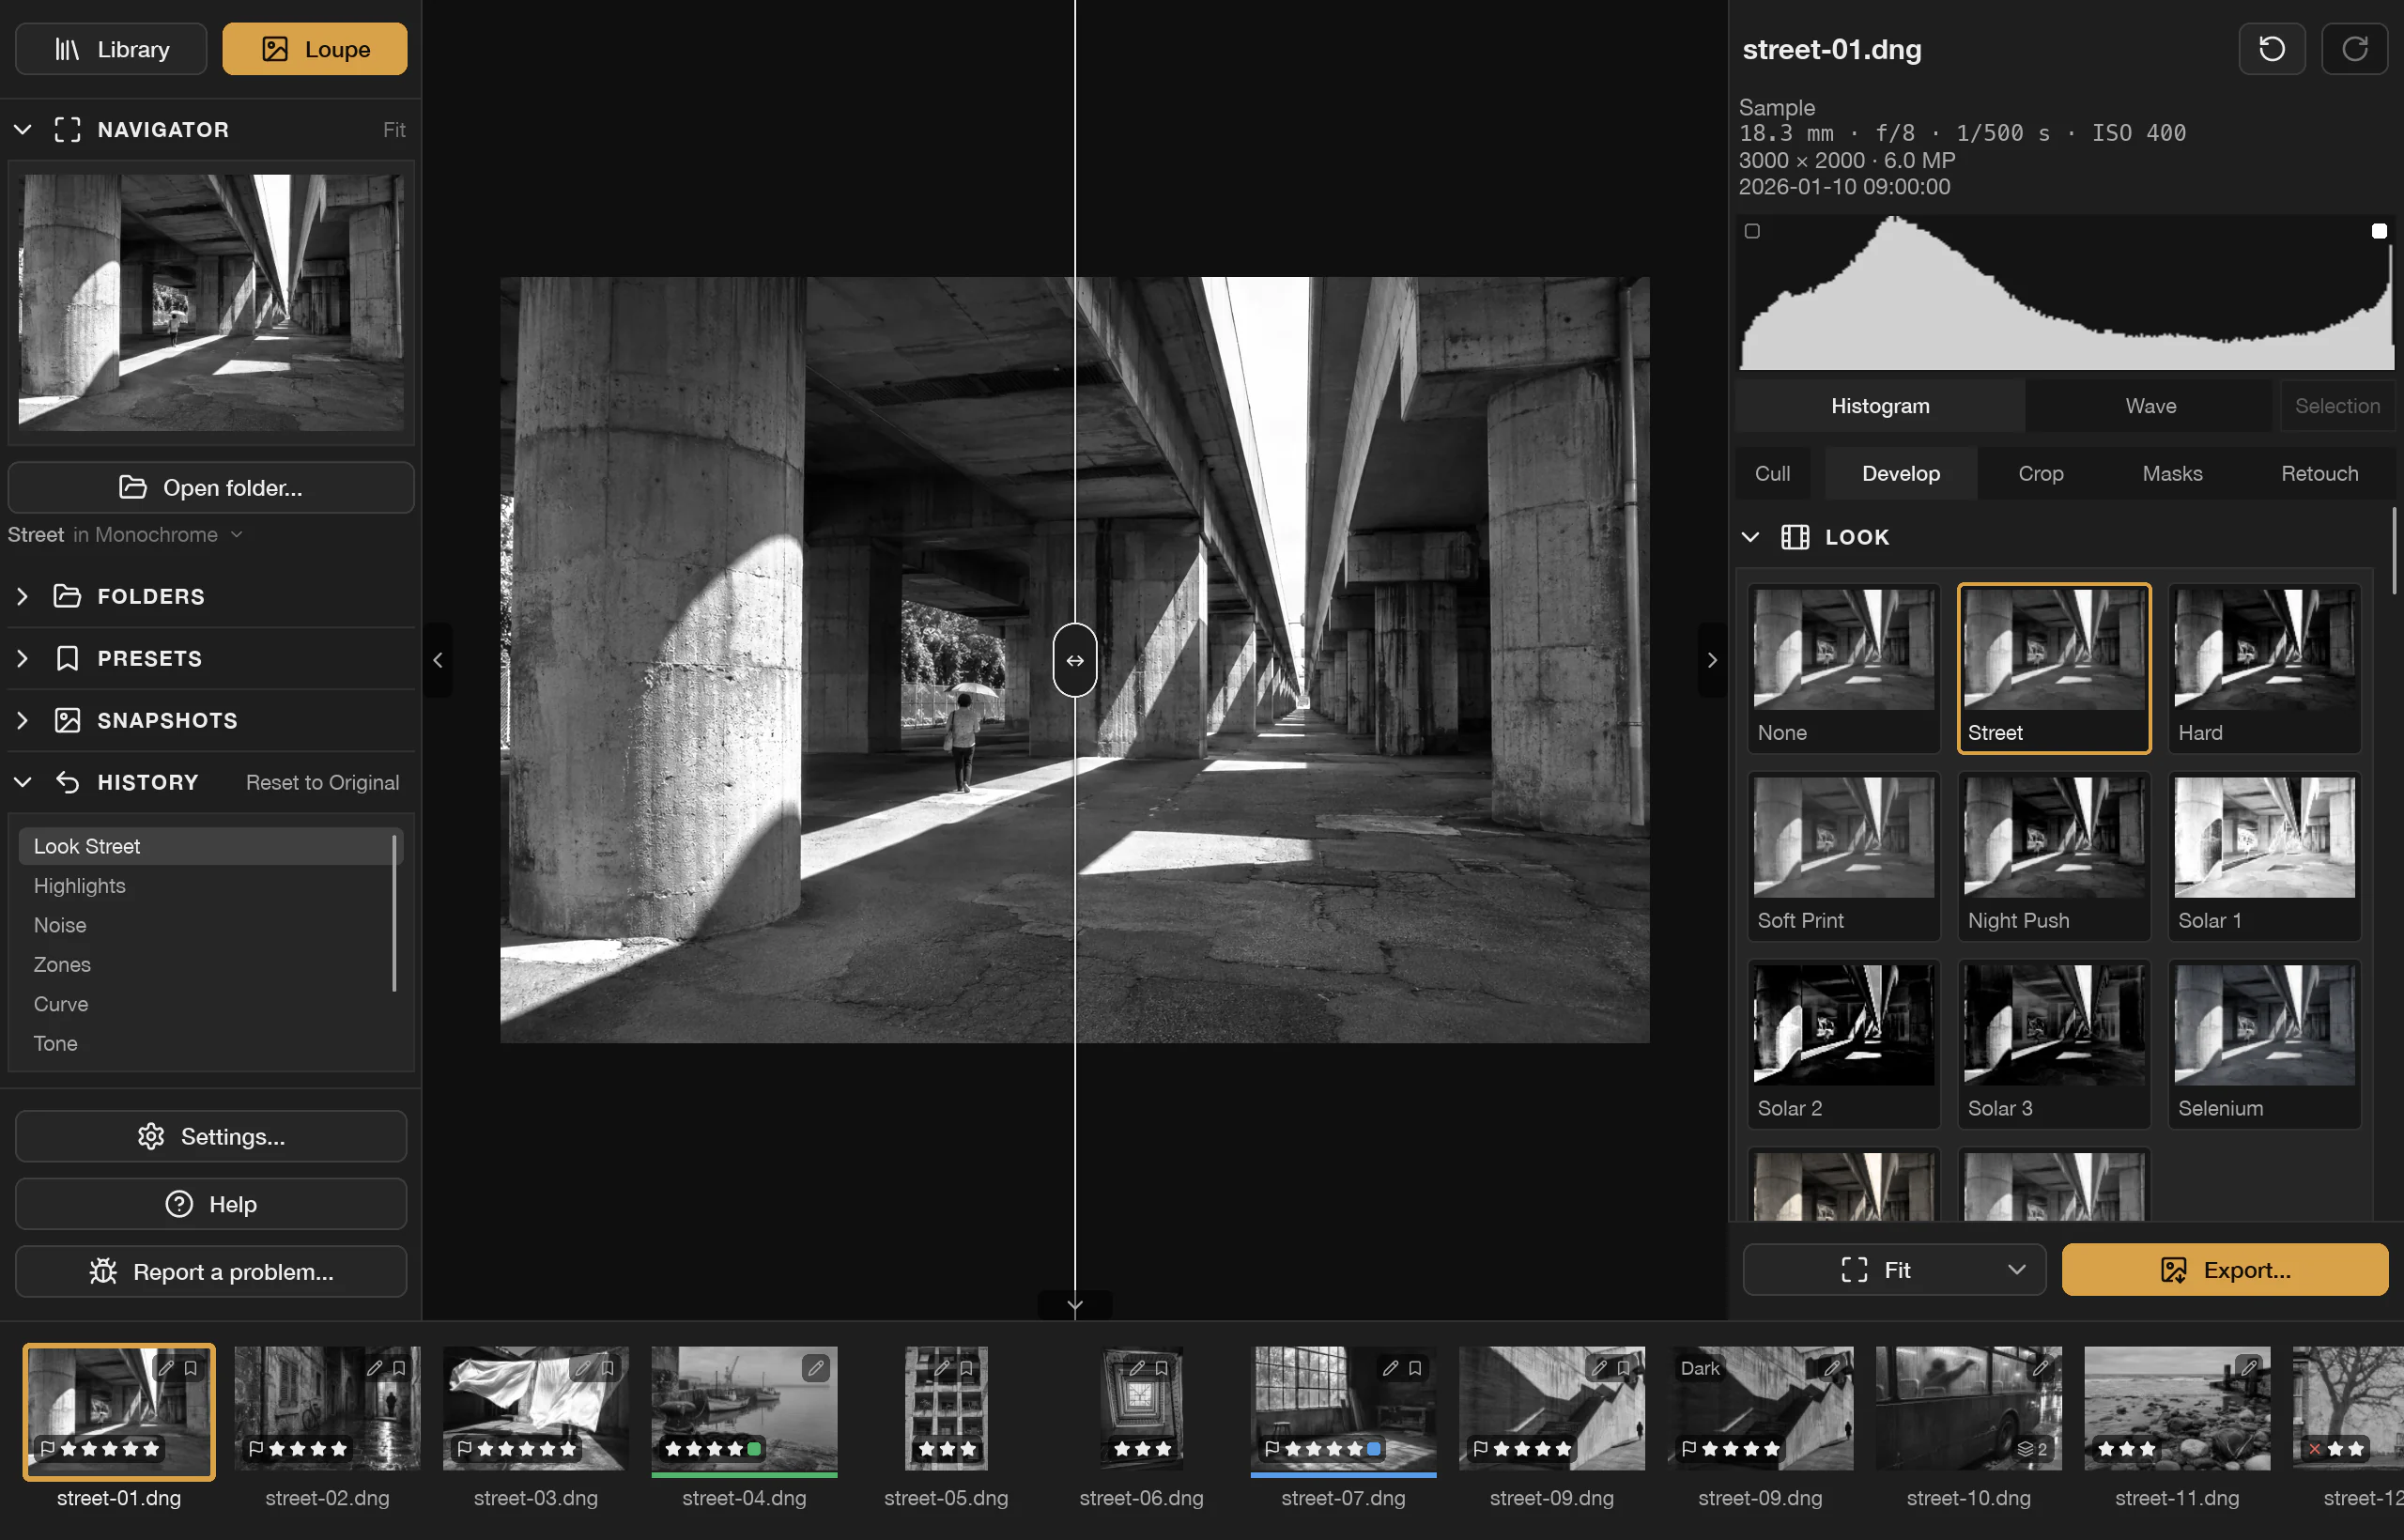 Library
Loupe
NAVIGATOR
Fit
Open folder...
Street in Monochrome
FOLDERS
PRESETS
SNAPSHOTS
HISTORY
Reset to Original
Look Street
Highlights
Noise
Zones
Curve
Tone
Settings...
Help
Report a problem...
street-01.dng
Sample
18.3 mm · f/8 · 1/500 s · ISO 400
3000 × 2000 · 6.0 MP
2026-01-10 09:00:00
Histogram
Wave
Selection
Cull
Develop
Crop
Masks
Retouch
LOOK
None
Street
Hard
Soft Print
Night Push
Solar 1
Solar 2
Solar 3
Selenium
Fit
Export...
Dark
2
street-01.dng
street-02.dng
street-03.dng
street-04.dng
street-05.dng
street-06.dng
street-07.dng
street-09.dng
street-09.dng
street-10.dng
street-11.dng
street-12